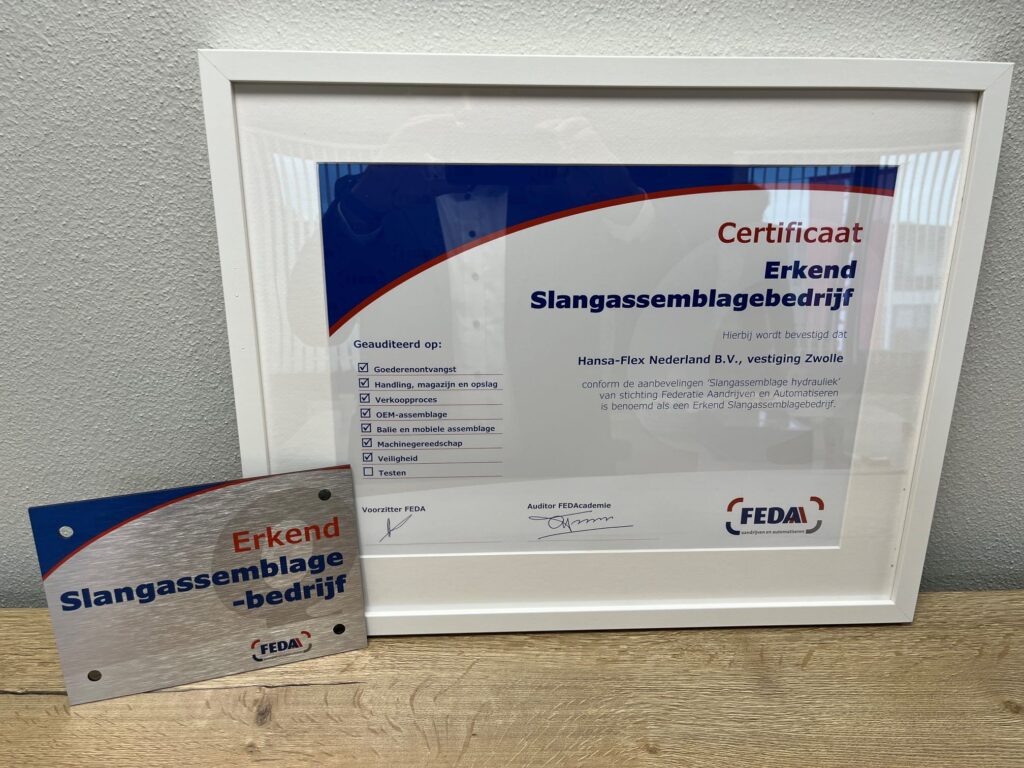 Certificaat
Erkend
Slangassemblagebedrijf
Hierbij wordt bevestigd dat
Hansa-Flex Nederland B.V., vestiging Zwolle
conform de aanbevelingen 'Slangassemblage hydrauliek'
van stichting Federatie Aandrijven en Automatiseren
is benoemd als een Erkend Slangassemblagebedrijf.
Geauditeerd op:
Goederenontvangst
Handling, magazijn en opslag
Verkoopproces
OEM-assemblage
Balie en mobiele assemblage
Machinegereedschap
Veiligheid
Testen
Voorzitter FEDA
Auditor FEDAcademie
FEDA
aandrijven en automatiseren
Erkend
Slangassemblage
-bedrijf
FEDA